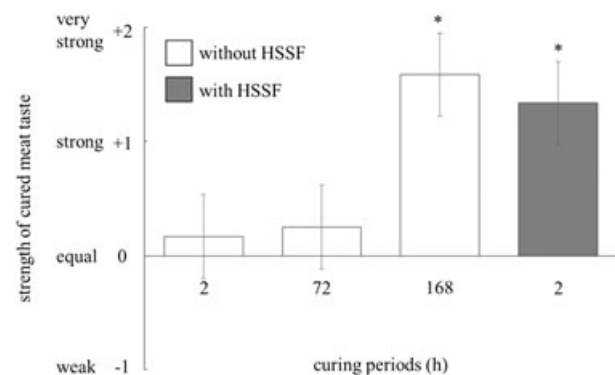 very
strong
+2
strong
+1
equal
0
weak
-1
strength of cured meat taste
without HSSF
with HSSF
*
*
2
72
168
2
curing periods (h)